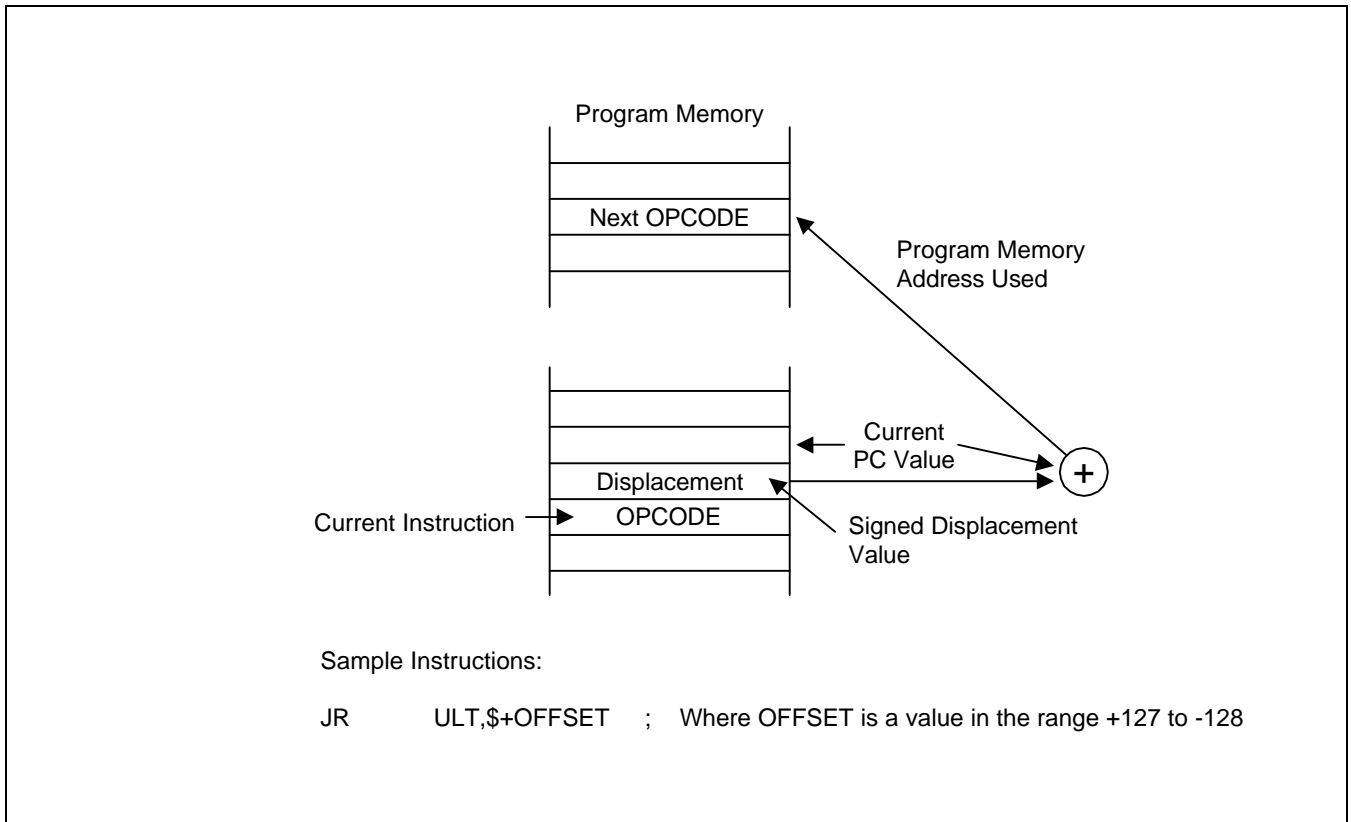 Program Memory
Next OPCODE
Program Memory
Address Used
Current
PC Value
+
Displacement
OPCODE
Current Instruction
Signed Displacement
Value
Sample Instructions:
JR ULT,$+OFFSET ; Where OFFSET is a value in the range +127 to -128